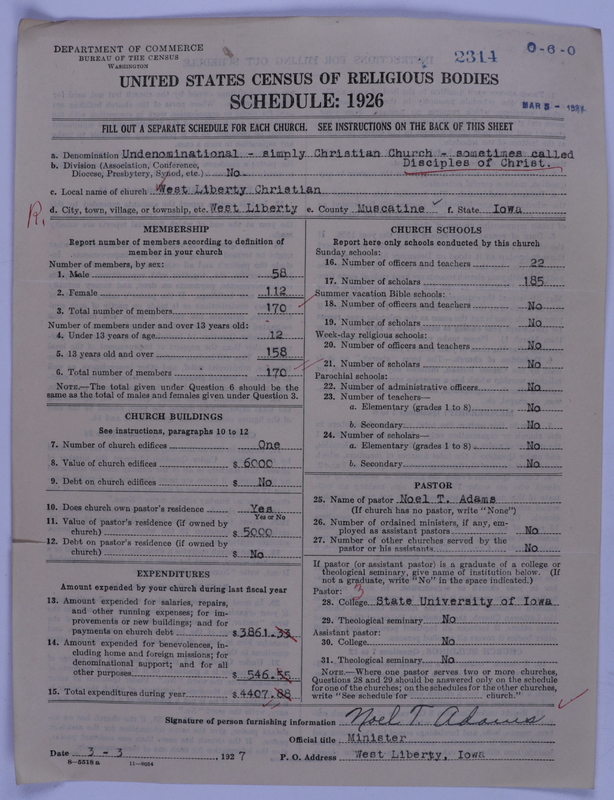 DEPARTMENT OF COMMERCE
BUREAU OF THE CENSUS
WASHINGTON
2314
0-6-0
UNITED STATES CENSUS OF RELIGIOUS BODIES
SCHEDULE: 1926
MAR 5 - 1927
FILL OUT A SEPARATE SCHEDULE FOR EACH CHURCH. SEE INSTRUCTIONS ON THE BACK OF THIS SHEET
a. Denomination Undenominational - simply Christian Church - sometimes called
Disciples of Christ.
b. Division (Association, Conference,
Diocese, Presbytery, Synod, etc.) No
c. Local name of church West Liberty Christian
R. d. City, town, village, or township, etc. West Liberty e. County Muscatine ✓ f. State Iowa
MEMBERSHIP
Report number of members according to definition of
member in your church
Number of members, by sex:
1. Male 58
2. Female 112
3. Total number of members 170
Number of members under and over 13 years old:
4. Under 13 years of age 12
5. 13 years old and over 158
6. Total number of members 170
NOTE.—The total given under Question 6 should be the
same as the total of males and females given under Question 3.
CHURCH BUILDINGS
See instructions, paragraphs 10 to 12
7. Number of church edifices One
8. Value of church edifices $ 6000
9. Debt on church edifices $ No
10. Does church own pastor's residence Yes
Yes or No
11. Value of pastor's residence (if owned by
church) $ 5000
12. Debt on pastor's residence (if owned by
church) $ No
EXPENDITURES
Amount expended by your church during last fiscal year
13. Amount expended for salaries, repairs,
and other running expenses; for im-
provements or new buildings; and for
payments on church debt $ 3861.33
14. Amount expended for benevolences, in-
cluding home and foreign missions; for
denominational support; and for all
other purposes $ 546.55
15. Total expenditures during year $ 4407.88
CHURCH SCHOOLS
Report here only schools conducted by this church
Sunday schools:
16. Number of officers and teachers 22
17. Number of scholars 185
Summer vacation Bible schools:
18. Number of officers and teachers No
19. Number of scholars No
Week-day religious schools:
20. Number of officers and teachers No
21. Number of scholars No
Parochial schools:
22. Number of administrative officers No
23. Number of teachers—
a. Elementary (grades 1 to 8) No
b. Secondary No
24. Number of scholars—
a. Elementary (grades 1 to 8) No
b. Secondary No
PASTOR
25. Name of pastor Noel T. Adams
(If church has no pastor, write "None")
26. Number of ordained ministers, if any, em-
ployed as assistant pastors No
27. Number of other churches served by the
pastor or his assistants No
If pastor (or assistant pastor) is a graduate of a college or
theological seminary, give name of institution below. (If
not a graduate, write "No" in the space indicated.)
Pastor: 3
28. College State University of Iowa
29. Theological seminary No
Assistant pastor:
30. College No
31. Theological seminary No
NOTE.—Where one pastor serves two or more churches,
Questions 28 and 29 should be answered only on the schedule
for one of the churches; on the schedules for the other churches,
write "See schedule for church."
Signature of person furnishing information Noel T. Adams
Official title Minister
Date 3 - 3, 1927 P. O. Address West Liberty, Iowa
8-5518a 11-9034